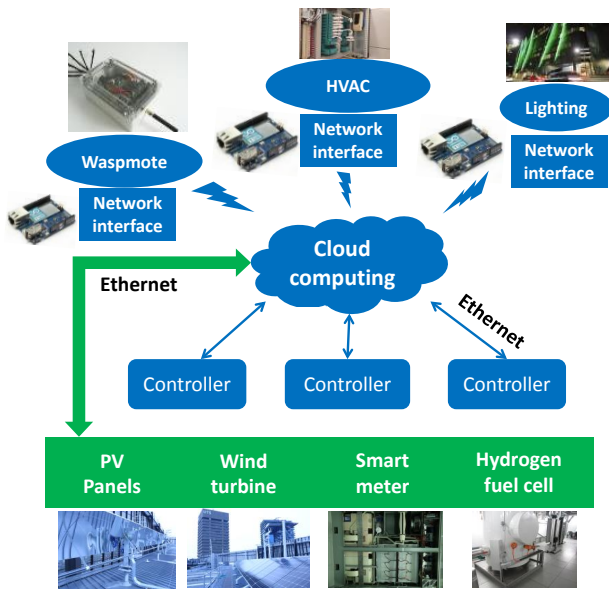 HVAC
Lighting
Waspmote
Network
interface
Network
interface
Network
interface
Cloud
computing
Ethernet
Ethernet
Controller
Controller
Controller
PV
Panels
Wind
turbine
Smart
meter
Hydrogen
fuel cell